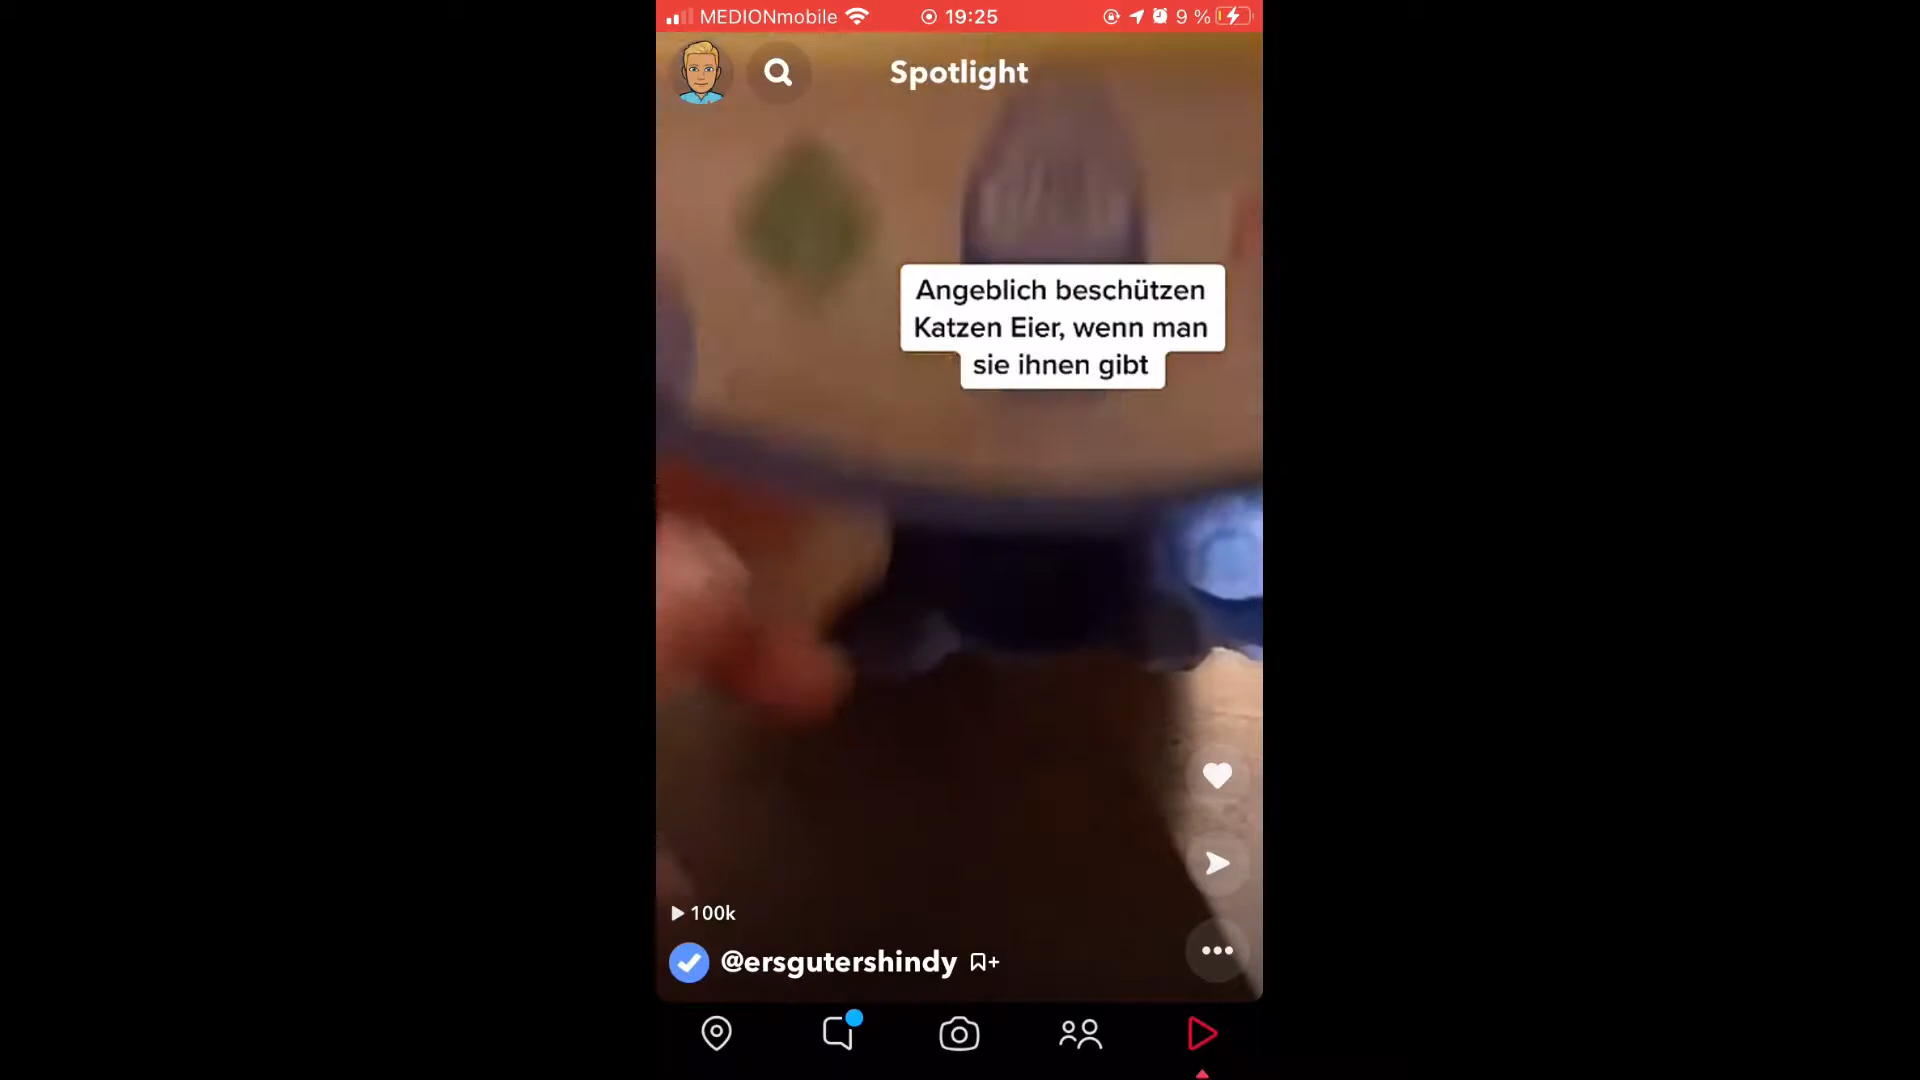 MEDIONmobile 19:25 9 %
Spotlight
Angeblich beschützen
Katzen Eier, wenn man
sie ihnen gibt
100k
@ersgutershindy